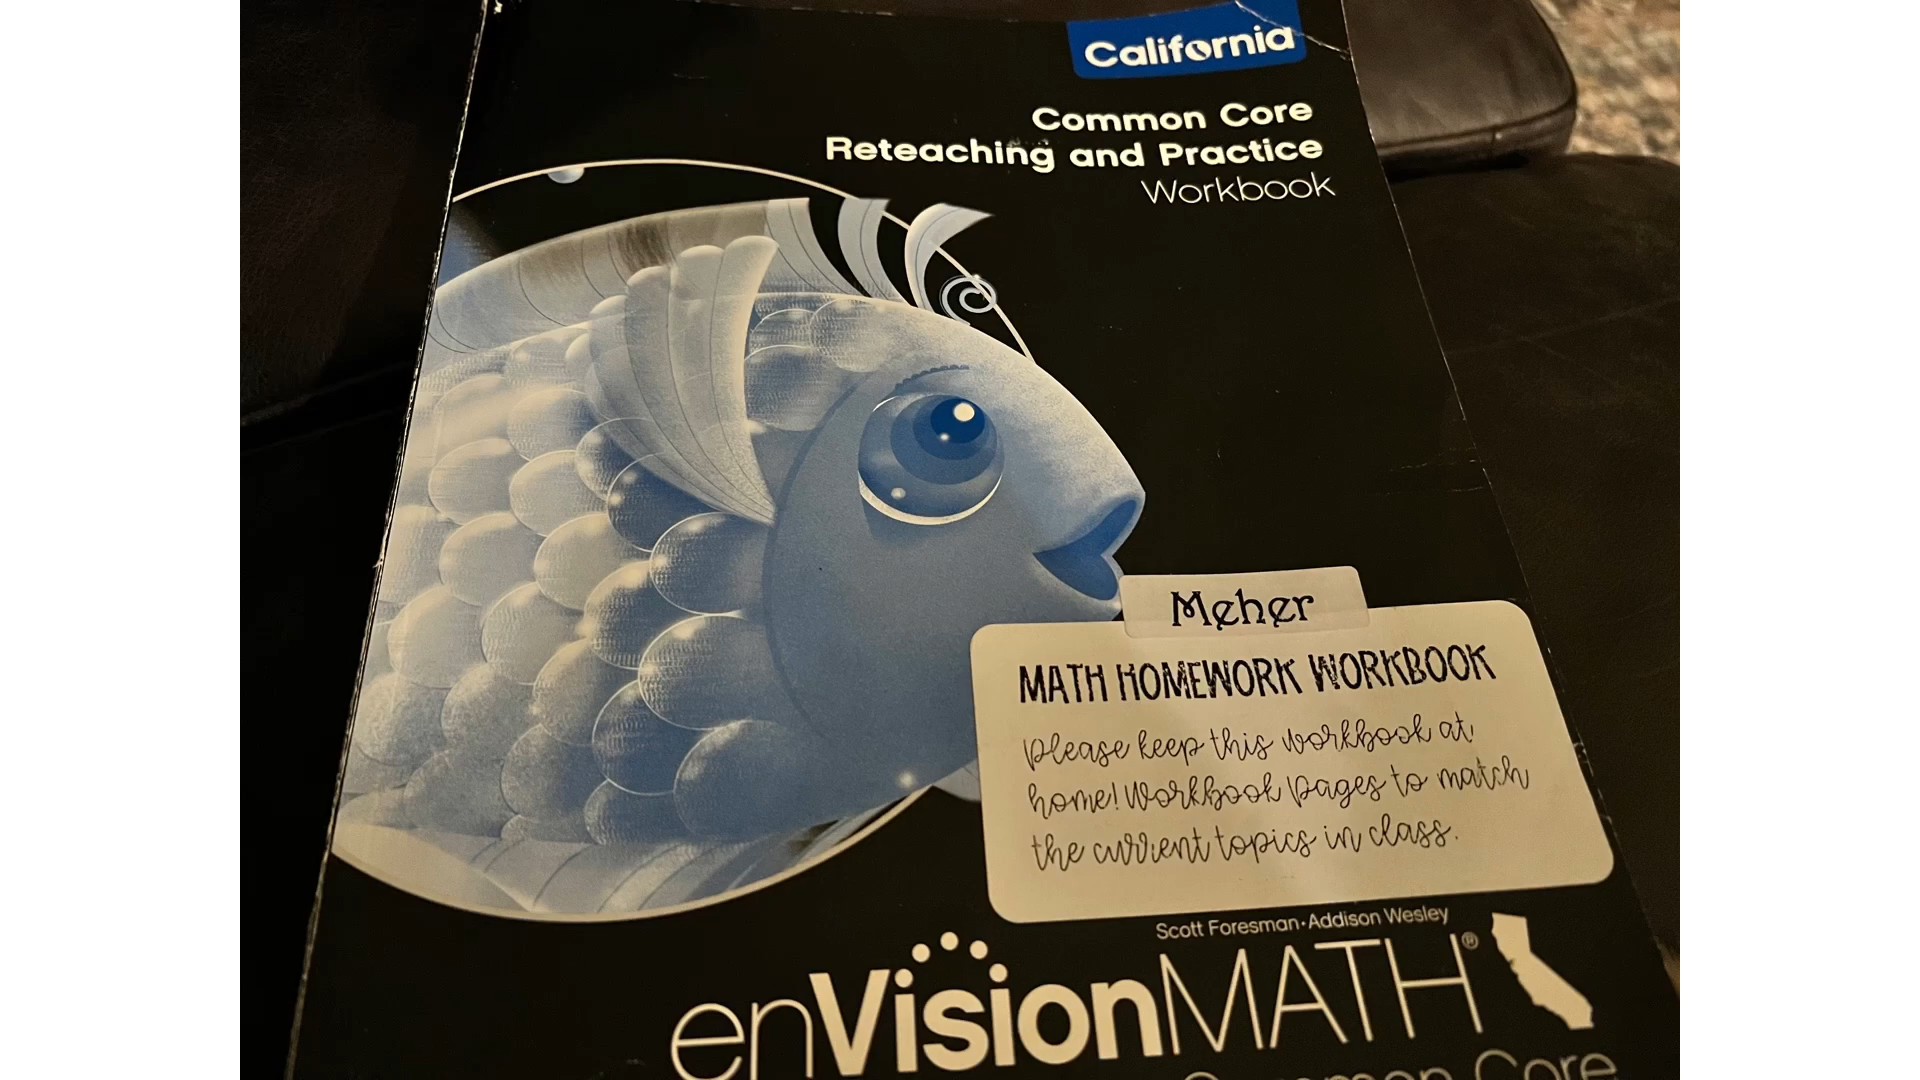 California
Common Core
Reteaching and Practice
Workbook
Meher
MATH HOMEWORK WORKBOOK
please keep this workbook at
home! Workbook pages to match
the current topics in class.
Scott Foresman·Addison Wesley
enVisionMATH®
Common Core